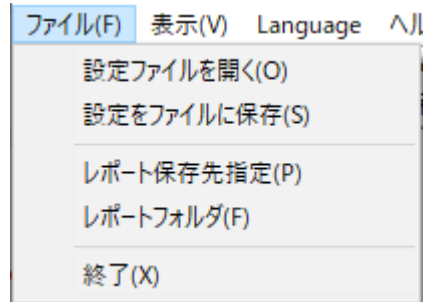 ファイル(F) 表示(V) Language ヘル
設定ファイルを開く(O)
設定をファイルに保存(S)
レポート保存先指定(P)
レポートフォルダ(F)
終了(X)